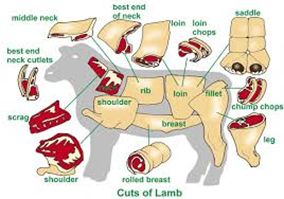 middle neck
best end
of neck
loin
loin
chops
saddle
best end
neck cutlets
rib
loin
fillet
shoulder
chump chops
scrag
breast
leg
shoulder
rolled breast
Cuts of Lamb